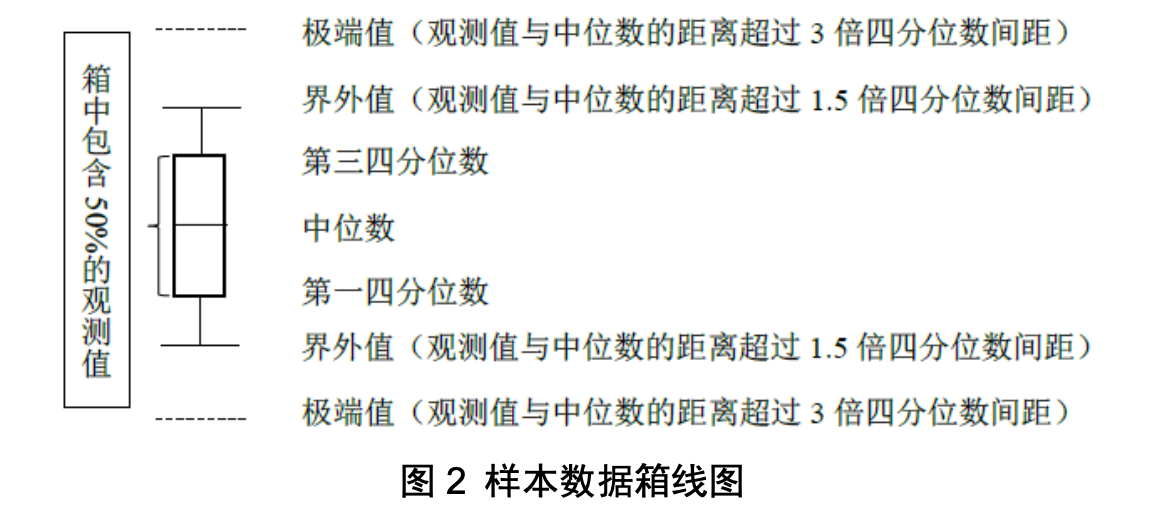 箱中包含 50%的观测值
极端值（观测值与中位数的距离超过 3 倍四分位数间距）
界外值（观测值与中位数的距离超过 1.5 倍四分位数间距）
第三四分位数
中位数
第一四分位数
界外值（观测值与中位数的距离超过 1.5 倍四分位数间距）
极端值（观测值与中位数的距离超过 3 倍四分位数间距）
图 2 样本数据箱线图